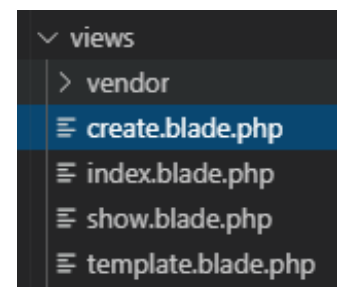 views
vendor
create.blade.php
index.blade.php
show.blade.php
template.blade.php